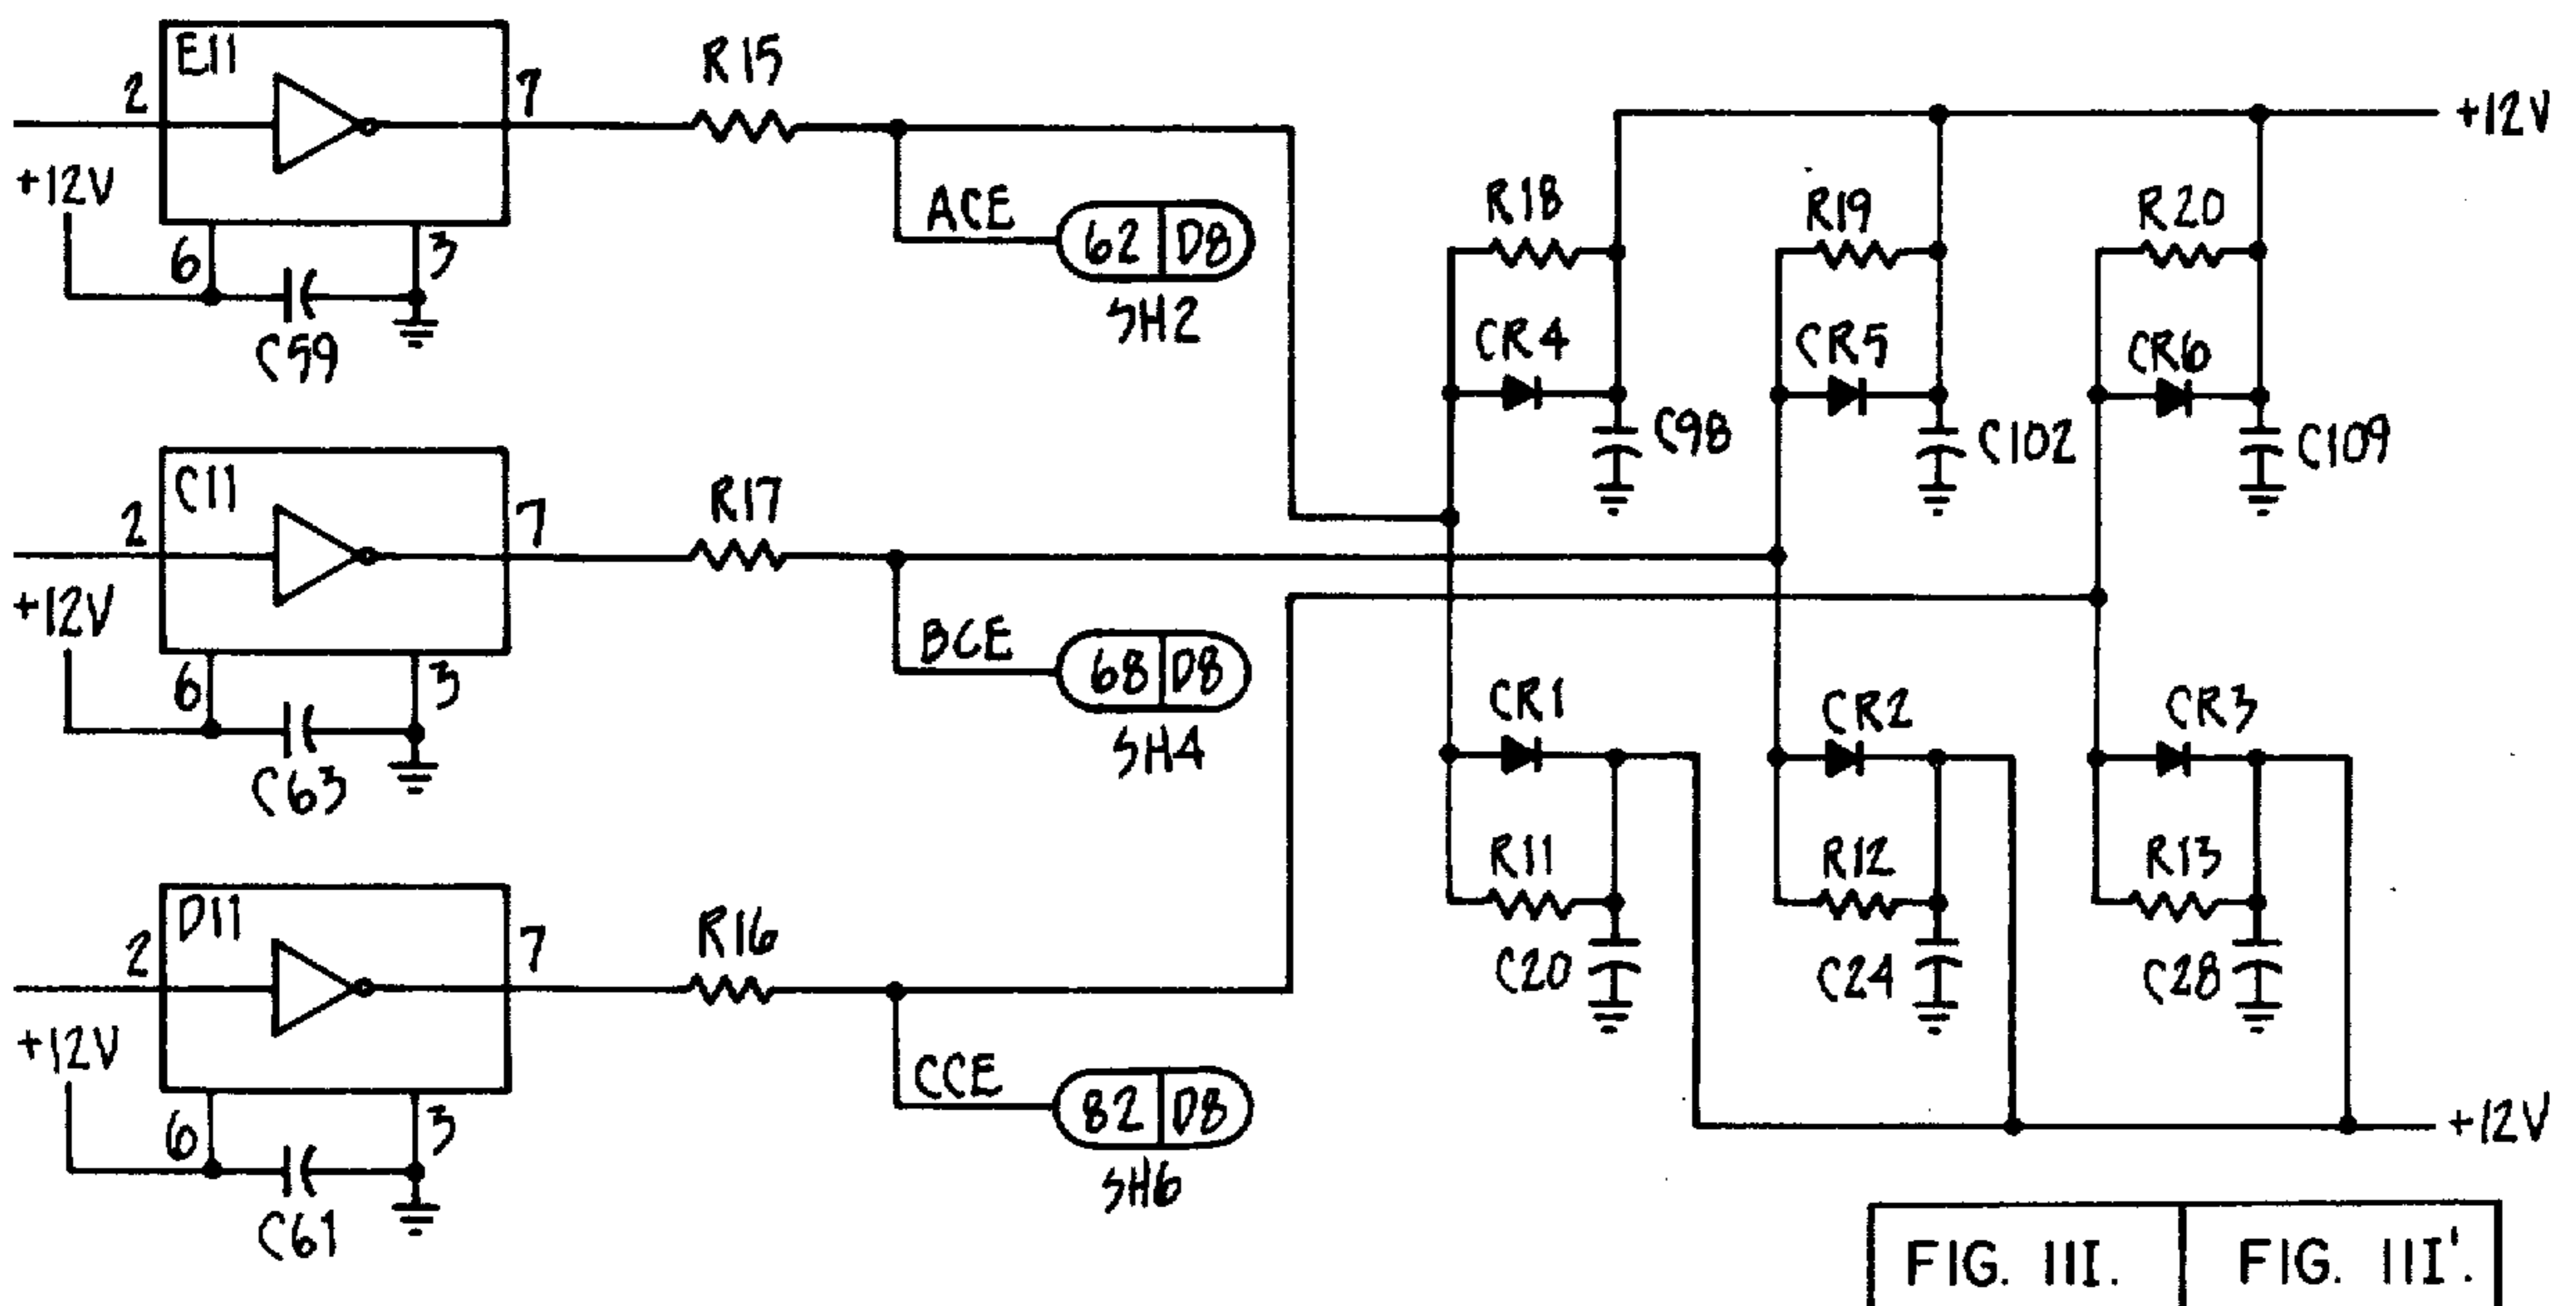 E11
2
7
R15
+12V
6
3
C59
ACE
62 D8
SH2
C11
2
7
R17
+12V
6
3
C63
BCE
68 D8
SH4
D11
2
7
R16
+12V
6
3
C61
CCE
82 D8
SH6
+12V
R18
R19
R20
CR4
CR5
CR6
C98
C102
C109
CR1
CR2
CR3
R11
R12
R13
C20
C24
C28
+12V
FIG. 11I.
FIG. 11I'.